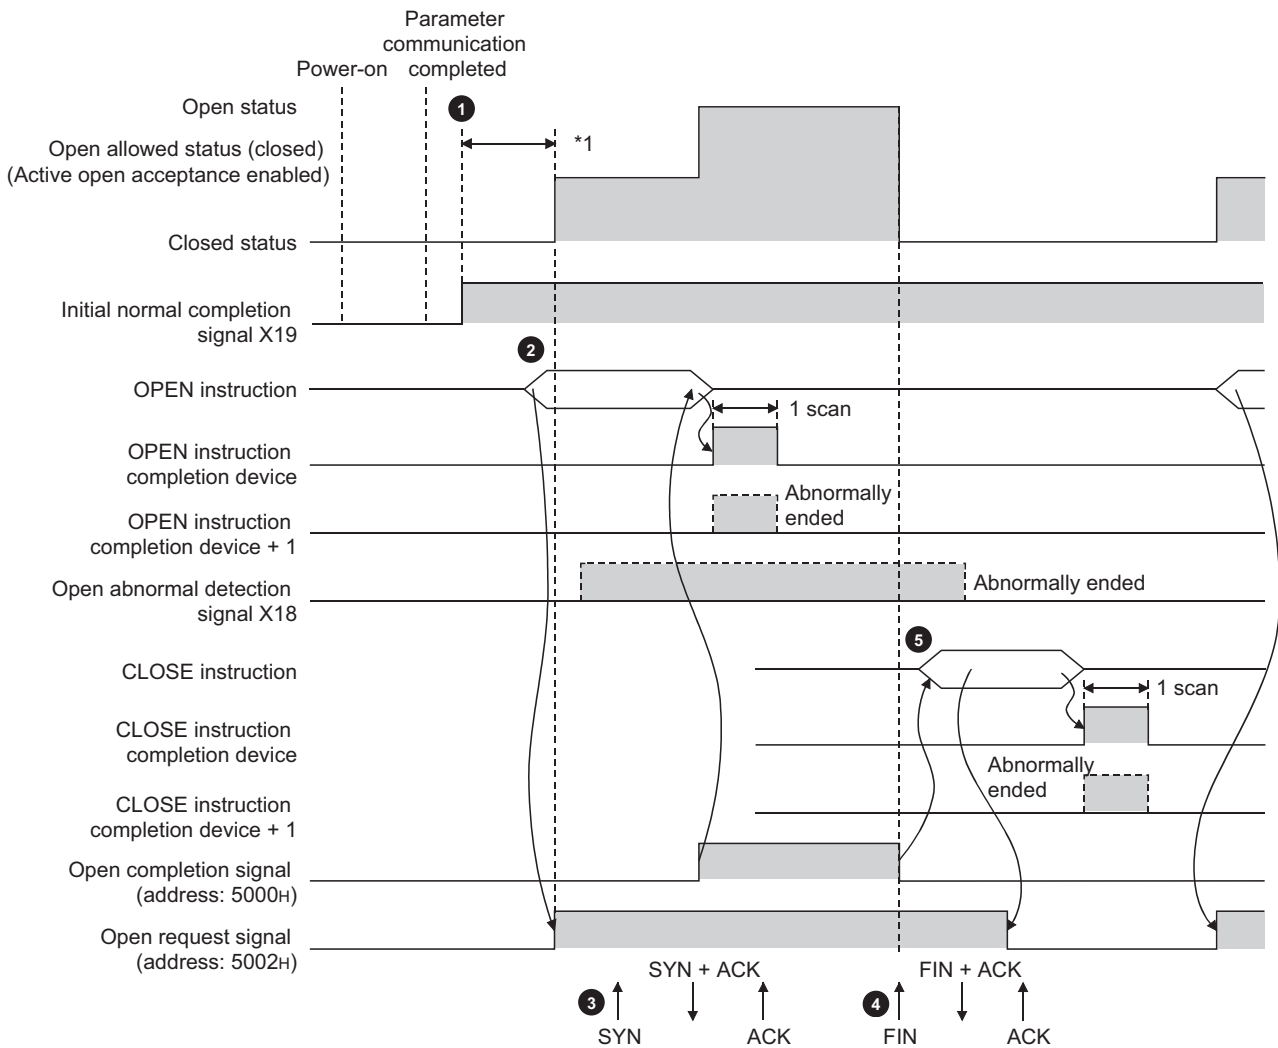 Parameter
communication
Power-on completed
Open status
1
*1
Open allowed status (closed)
(Active open acceptance enabled)
Closed status
Initial normal completion
signal X19
2
OPEN instruction
1 scan
OPEN instruction
completion device
Abnormally
ended
OPEN instruction
completion device + 1
Open abnormal detection
signal X18
Abnormally ended
5
CLOSE instruction
1 scan
CLOSE instruction
completion device
Abnormally
ended
CLOSE instruction
completion device + 1
Open completion signal
(address: 5000H)
Open request signal
(address: 5002H)
SYN + ACK FIN + ACK
3 4
SYN ACK FIN ACK